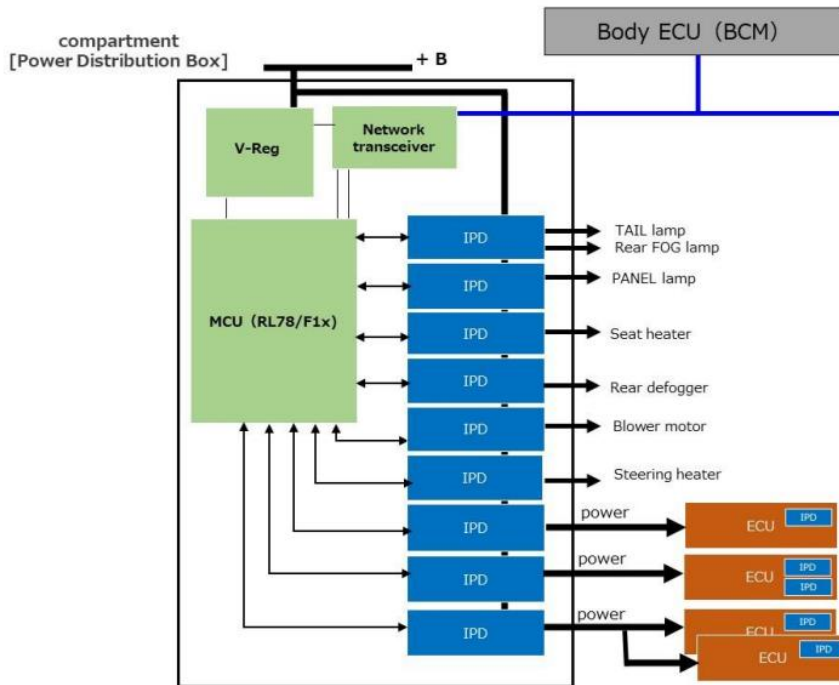 compartment
[Power Distribution Box]
+ B
Body ECU（BCM）
V-Reg
Network
transceiver
MCU（RL78/F1x）
IPD
TAIL lamp
Rear FOG lamp
IPD
PANEL lamp
IPD
Seat heater
IPD
Rear defogger
IPD
Blower motor
IPD
Steering heater
IPD
power
ECU
IPD
IPD
power
ECU
IPD
IPD
IPD
power
ECU
IPD
ECU
IPD